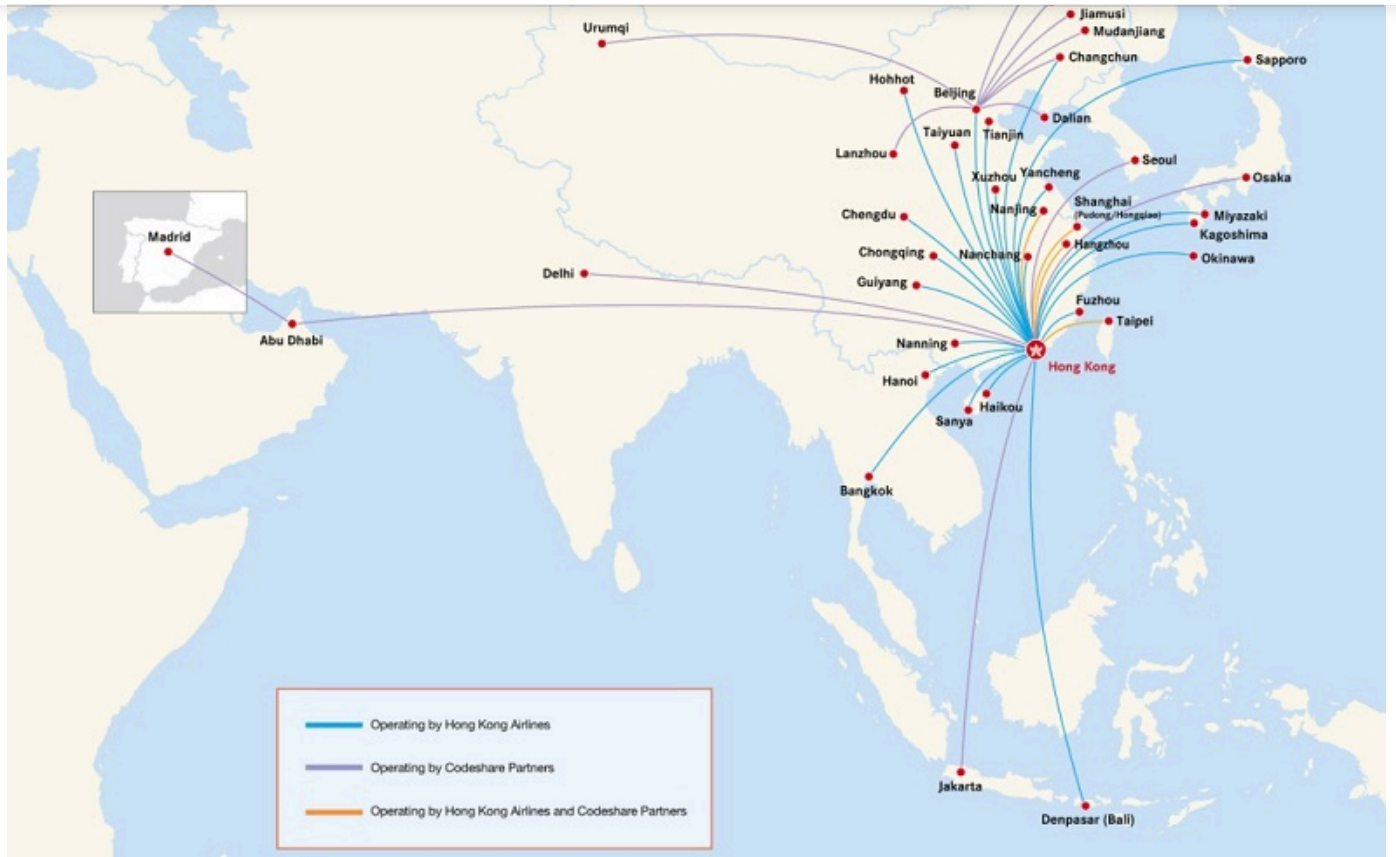 Jiamusi
Urumqi
Mudanjiang
Changchun
Sapporo
Hohhot
Beijing
Dalian
Taiyuan
Tianjin
Lanzhou
Seoul
Xuzhou
Yancheng
Osaka
Chengdu
Nanjing
Shanghai
(Pudong/Hongqiao)
Miyazaki
Kagoshima
Madrid
Hangzhou
Chongqing
Nanchang
Okinawa
Delhi
Guiyang
Fuzhou
Taipei
Abu Dhabi
Nanning
Hong Kong
Hanoi
Haikou
Sanya
Bangkok
Operating by Hong Kong Airlines
Operating by Codeshare Partners
Jakarta
Operating by Hong Kong Airlines and Codeshare Partners
Denpasar (Bali)